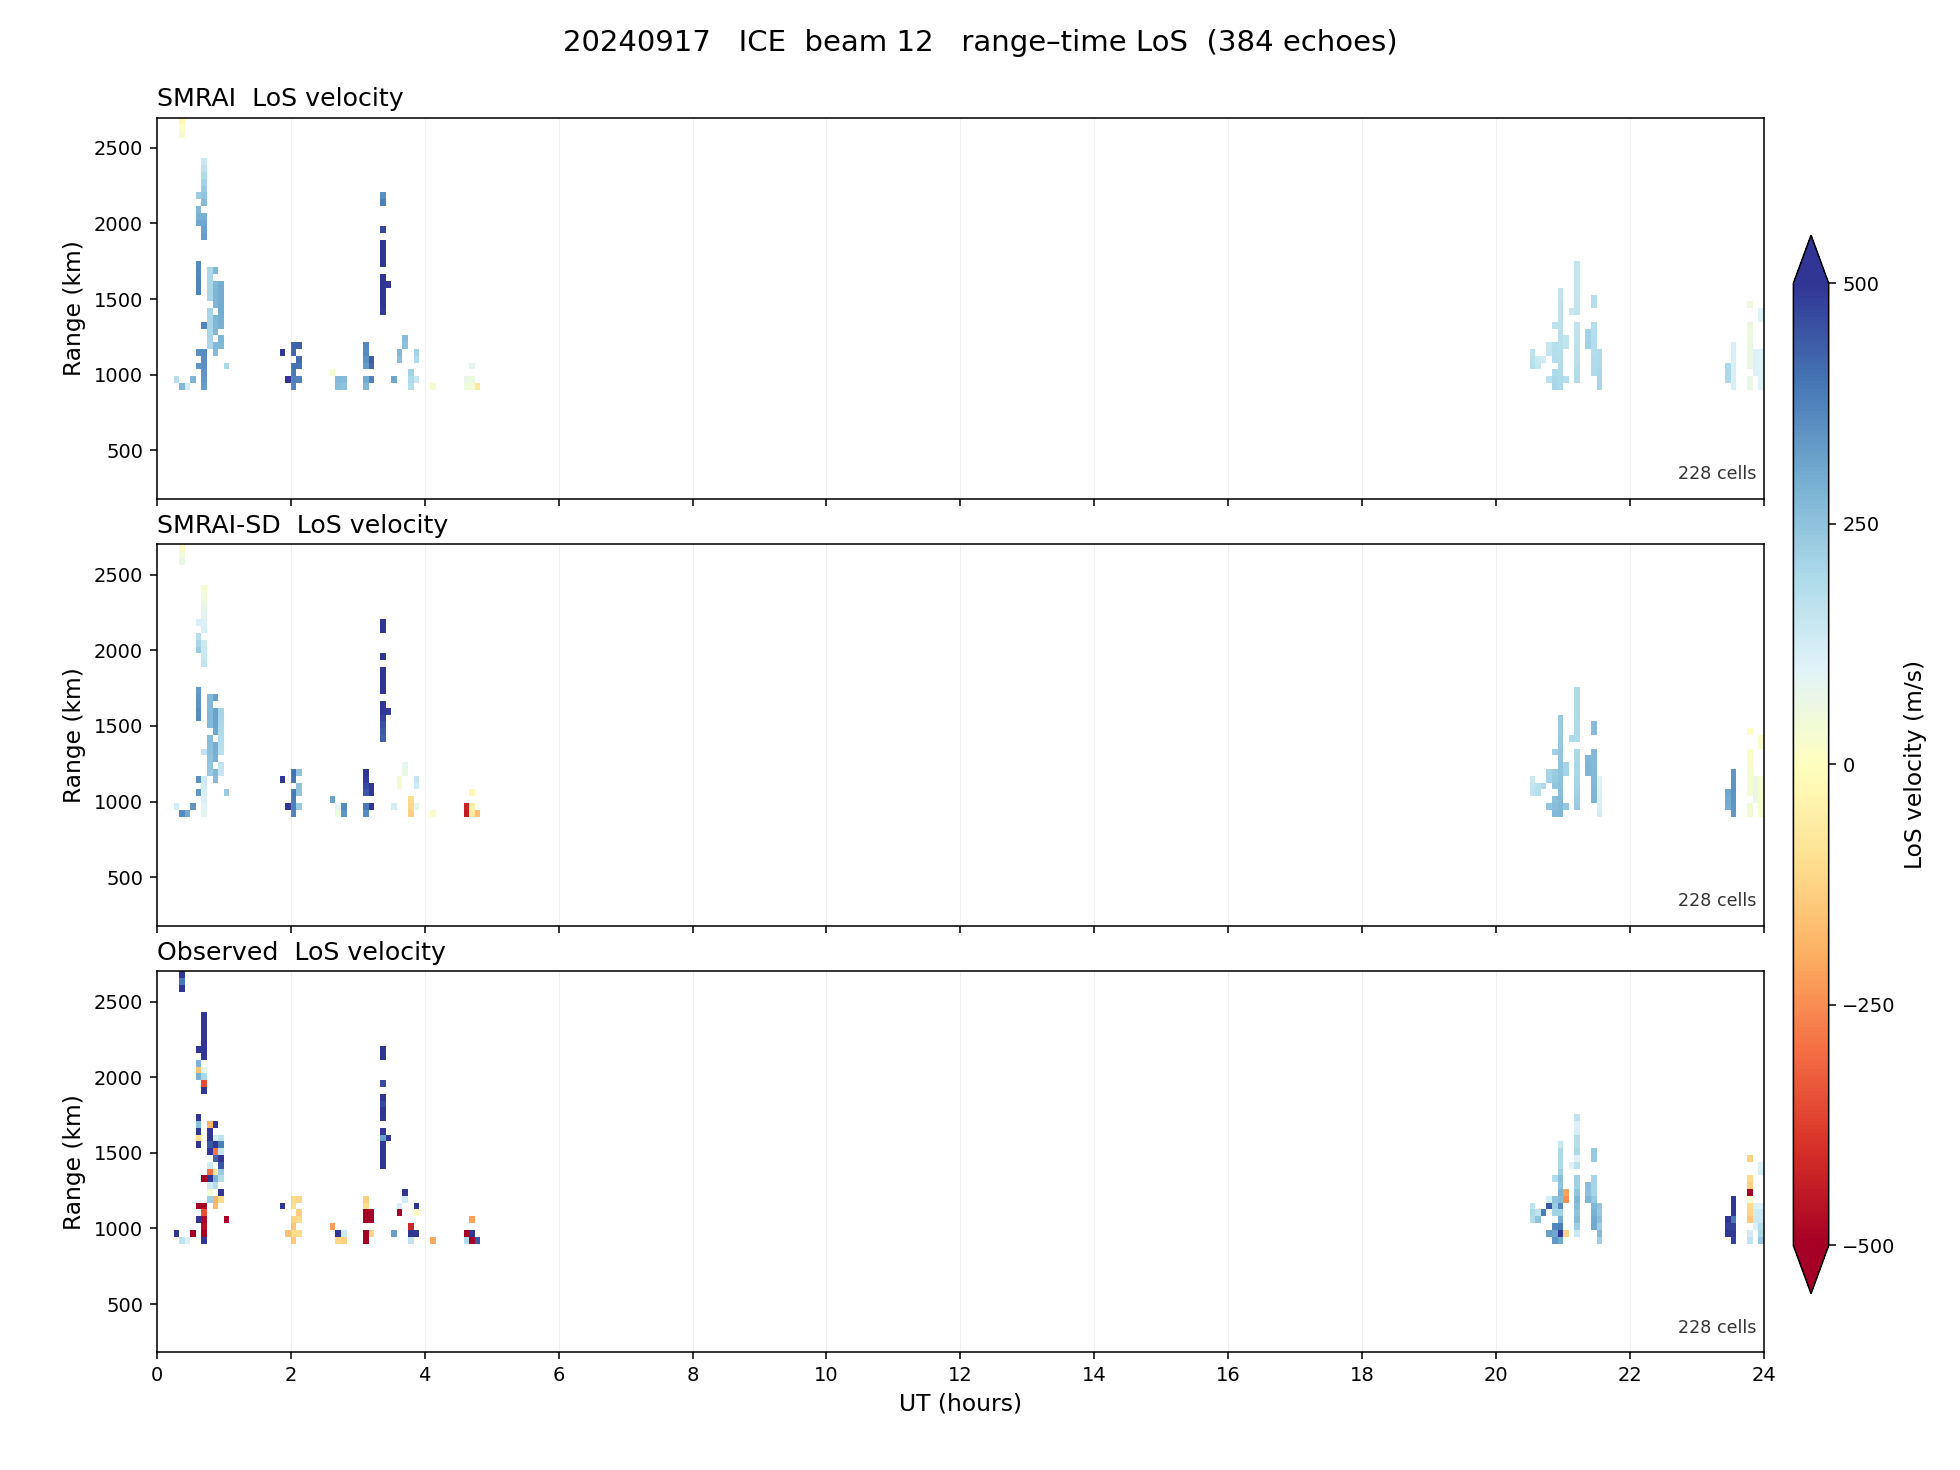 20240917   ICE  beam 12   range–time LoS  (384 echoes)
SMRAI  LoS velocity
2500
2000
1500
1000
500
Range (km)
228 cells
SMRAI-SD  LoS velocity
2500
2000
1500
1000
500
Range (km)
228 cells
Observed  LoS velocity
2500
2000
1500
1000
500
Range (km)
228 cells
0 2 4 6 8 10 12 14 16 18 20 22 24
UT (hours)
500
250
0
−250
−500
LoS velocity (m/s)